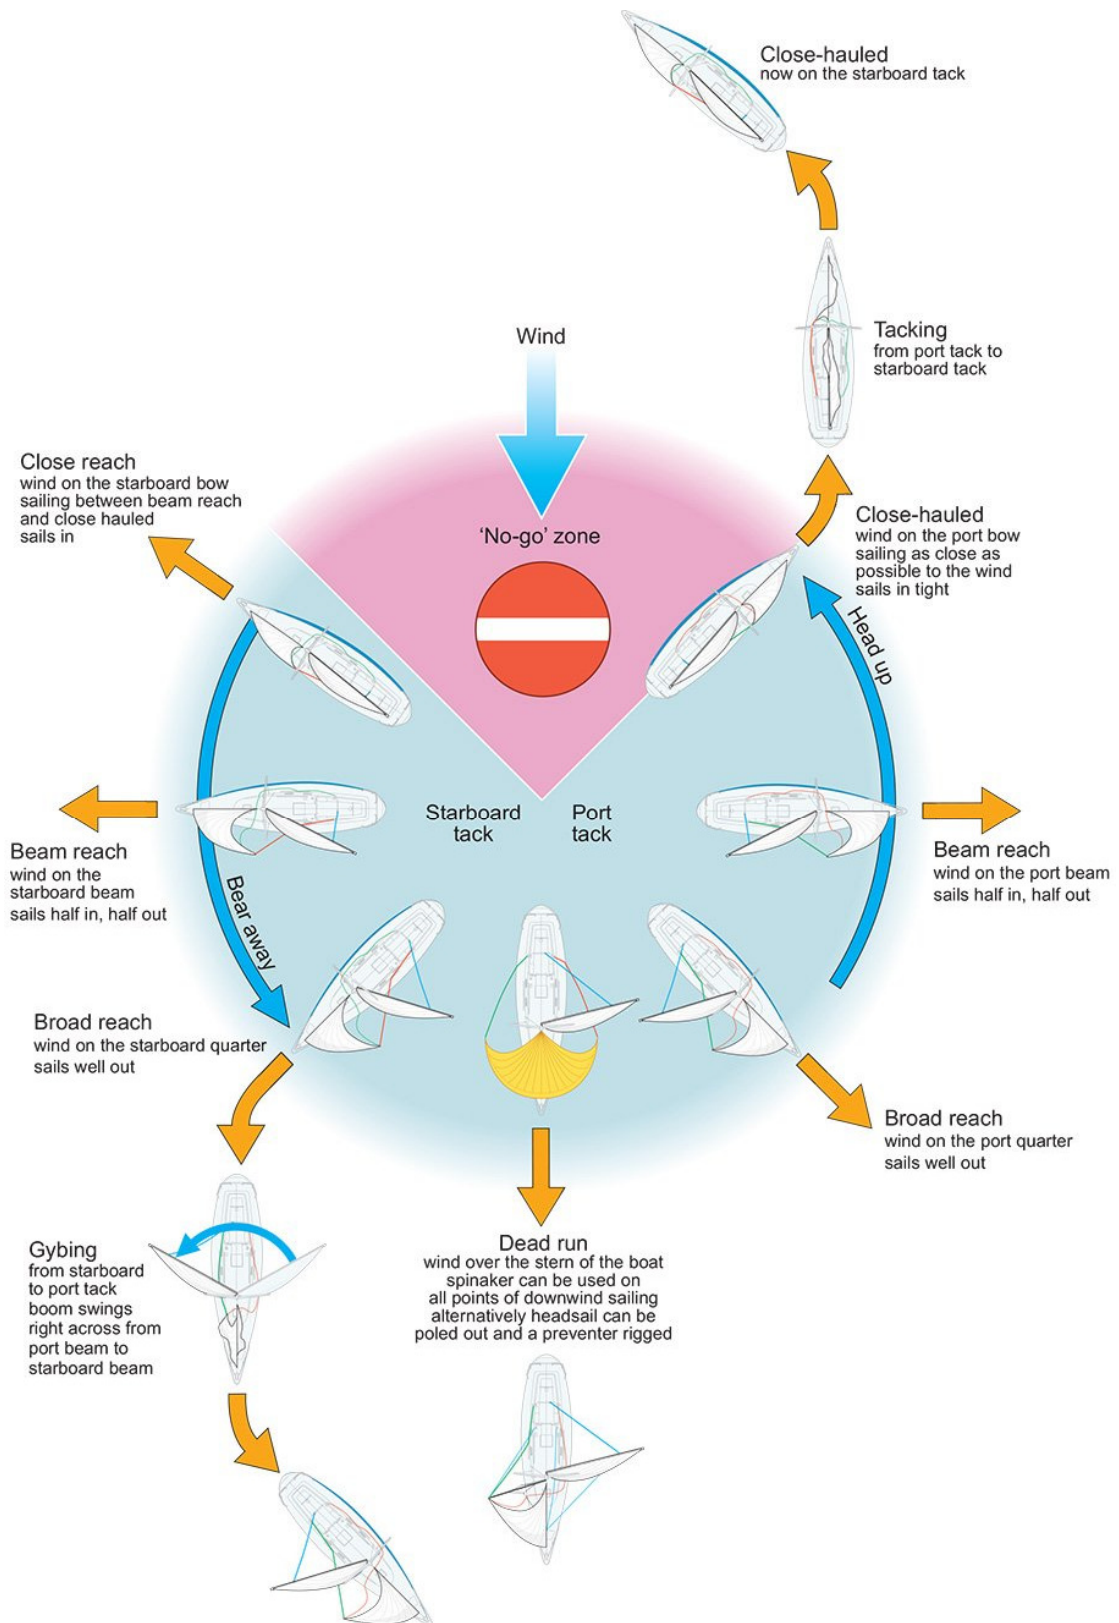 Close-hauled
now on the starboard tack
Tacking
from port tack to
starboard tack
Wind
Close reach
wind on the starboard bow
sailing between beam reach
and close hauled
sails in
'No-go' zone
Close-hauled
wind on the port bow
sailing as close as
possible to the wind
sails in tight
Head up
Starboard
tack
Port
tack
Beam reach
wind on the
starboard beam
sails half in, half out
Beam reach
wind on the port beam
sails half in, half out
Bear away
Broad reach
wind on the starboard quarter
sails well out
Broad reach
wind on the port quarter
sails well out
Gybing
from starboard
to port tack
boom swings
right across from
port beam to
starboard beam
Dead run
wind over the stern of the boat
spinaker can be used on
all points of downwind sailing
alternatively headsail can be
poled out and a preventer rigged